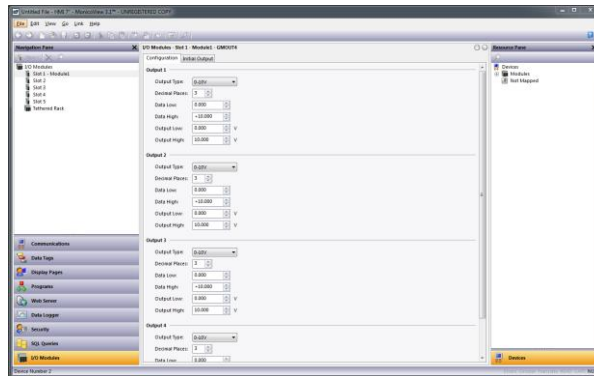 Untitled File - HMI 7" - MonicoView 3.1™ - UNREGISTERED COPY
File Edit View Go Link Help
Navigation Pane
I/O Modules - Slot 1 - Module1 - GMOUT4
Resource Pane
I/O Modules
Slot 1 - Module1
Slot 2
Slot 3
Slot 4
Slot 5
Tethered Rack
Configuration Initial Output
Devices
Modules
Not Mapped
Output 1
Output Type: 0-10V
Decimal Places: 3
Data Low: 0.000
Data High: +10.000
Output Low: 0.000 V
Output High: 10.000 V
Output 2
Output Type: 0-10V
Decimal Places: 3
Data Low: 0.000
Data High: +10.000
Output Low: 0.000 V
Output High: 10.000 V
Output 3
Output Type: 0-10V
Decimal Places: 3
Data Low: 0.000
Data High: +10.000
Output Low: 0.000 V
Output High: 10.000 V
Output 4
Output Type: 0-10V
Decimal Places: 3
Data Low: 0.000
Communications
Data Tags
Display Pages
Programs
Web Server
Data Logger
Security
SQL Queries
I/O Modules
Devices
Device Number 2